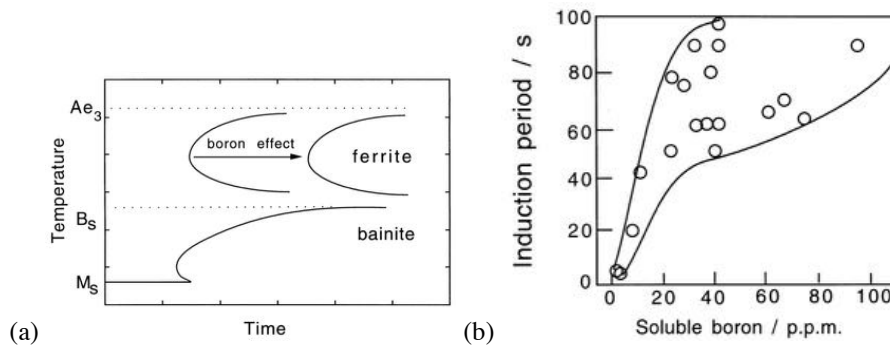 (a)
Temperature
Ae3
Bs
Ms
boron effect
ferrite
bainite
Time
(b)
Induction period / s
100
80
60
40
20
0
0 20 40 60 80 100
Soluble boron / p.p.m.